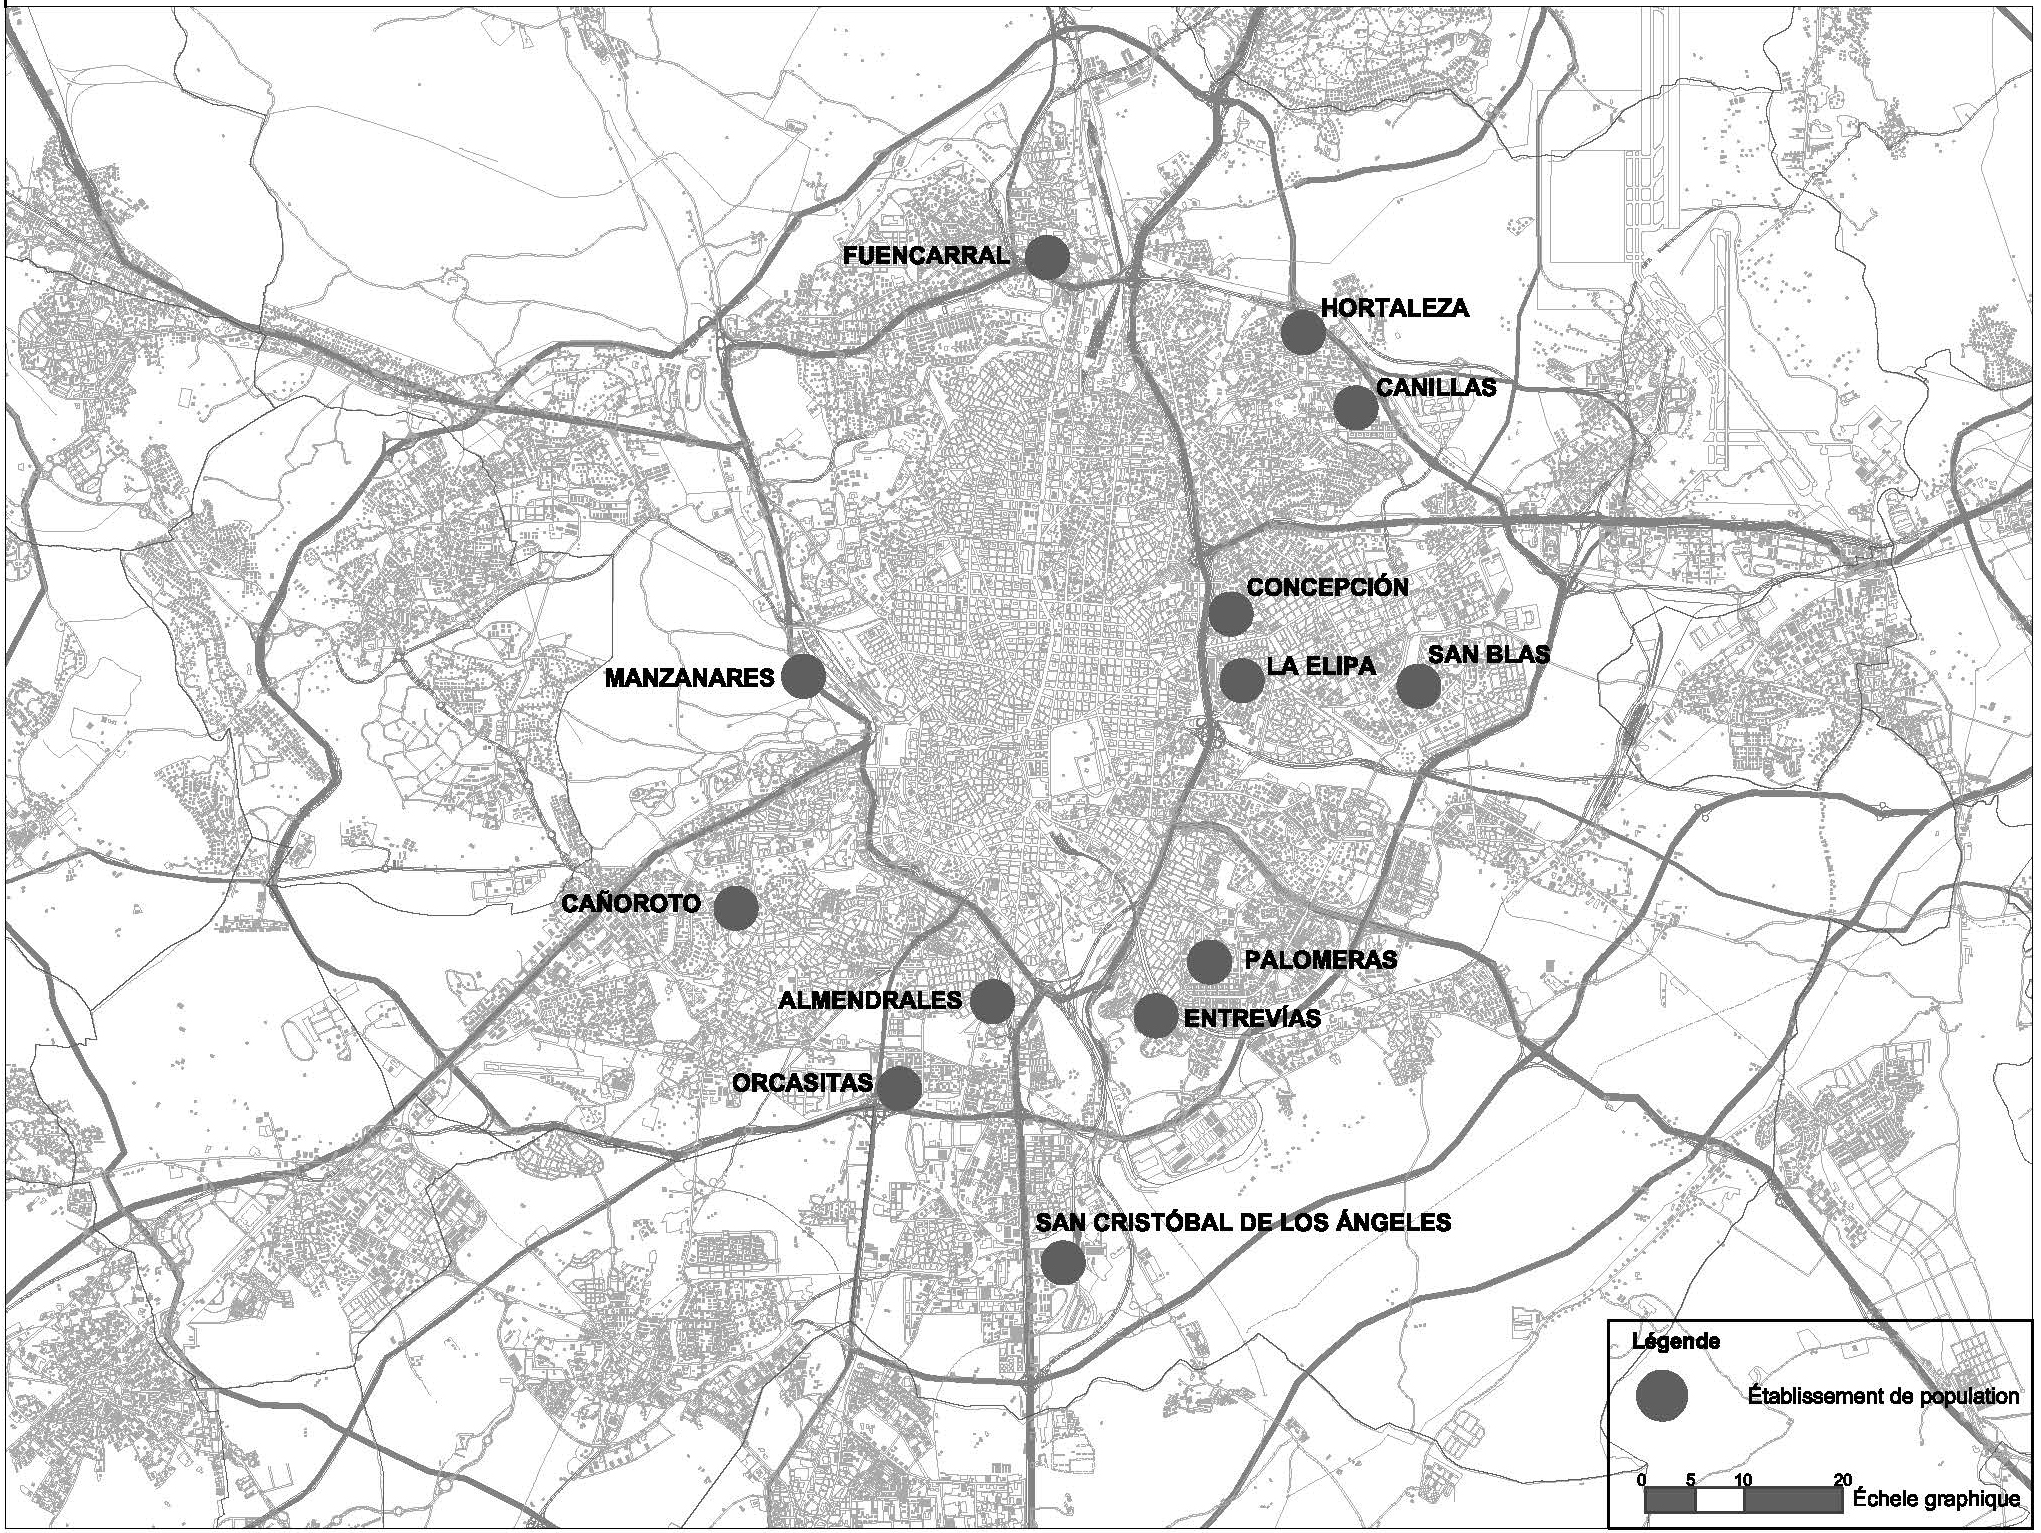 FUENCARRAL
HORTALEZA
CANILLAS
CONCEPCIÓN
SAN BLAS
LA ELIPA
MANZANARES
CAÑOROTO
PALOMERAS
ALMENDRALES
ENTREVÍAS
ORCASITAS
SAN CRISTÓBAL DE LOS ÁNGELES
Légende
Établissement de population
0 5 10 20
Échele graphique